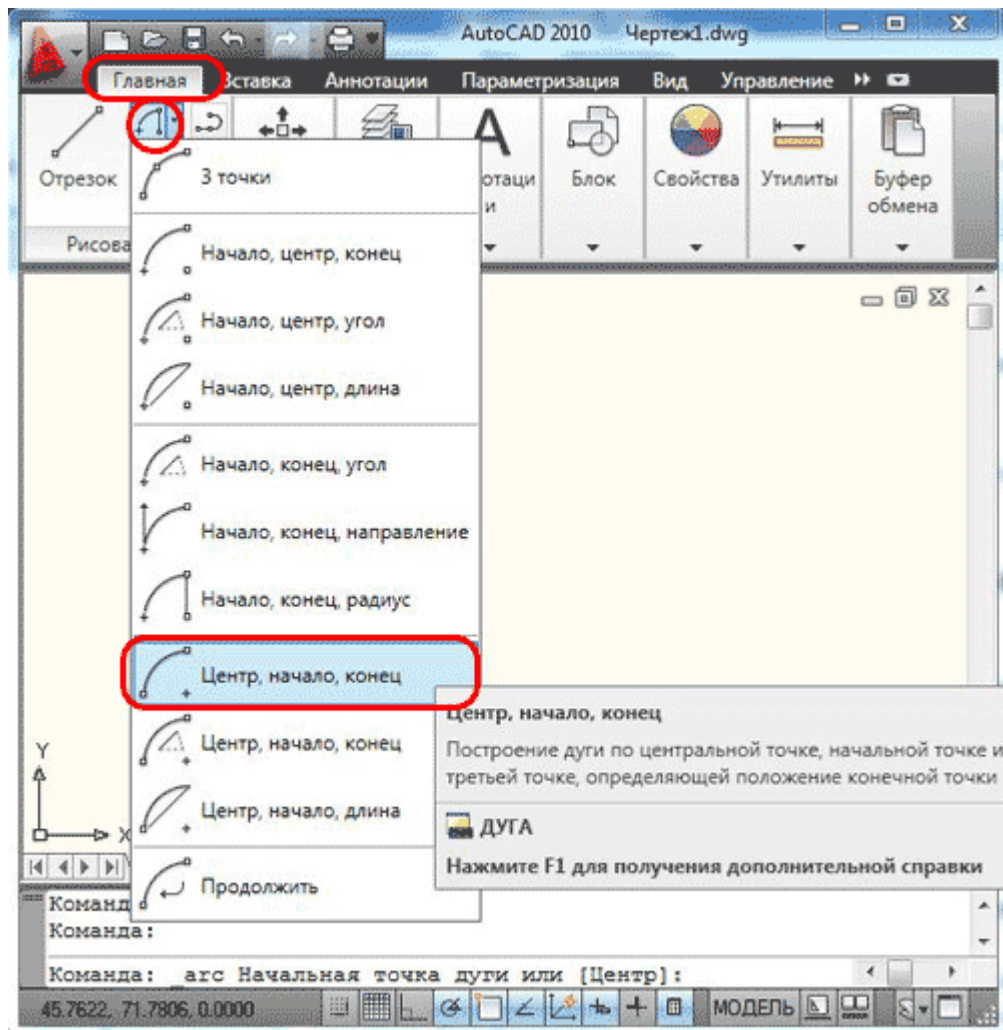 AutoCAD 2010 Чертеж1.dwg
Главная Вставка Аннотации Параметризация Вид Управление
Отрезок
Блок Свойства Утилиты Буфер обмена
отаци
и
Рисова
3 точки
Начало, центр, конец
Начало, центр, угол
Начало, центр, длина
Начало, конец, угол
Начало, конец, направление
Начало, конец, радиус
Центр, начало, конец
Центр, начало, конец
Построение дуги по центральной точке, начальной точке и
третьей точке, определяющей положение конечной точки
ДУГА
Нажмите F1 для получения дополнительной справки
Центр, начало, конец
Центр, начало, длина
Продолжить
Y
X
Команд
Команда:
Команда: _arc Начальная точка дуги или [Центр]:
45.7622, 71.7806, 0.0000 МОДЕЛЬ